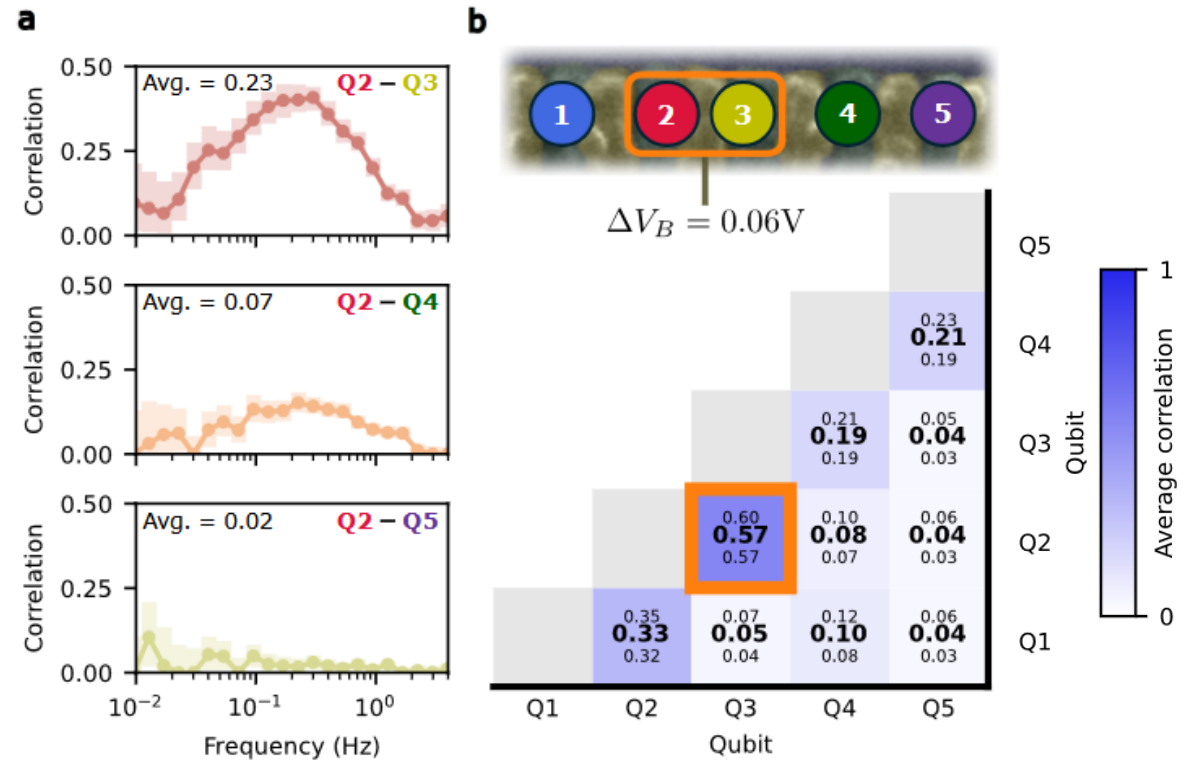 a
0.50
0.25
0.00
Correlation
Avg. = 0.23
Q2 – Q3
0.50
0.25
0.00
Correlation
Avg. = 0.07
Q2 – Q4
0.50
0.25
0.00
Correlation
Avg. = 0.02
Q2 – Q5
10⁻² 10⁻¹ 10⁰
Frequency (Hz)
b
1 2 3 4 5
ΔV_B = 0.06V
Q5
0.23
0.21
0.19
Q4
0.21 0.05
0.19 0.04
0.19 0.03
Q3
0.60 0.10 0.06
0.57 0.08 0.04
0.57 0.07 0.03
Q2
0.35 0.07 0.12 0.06
0.33 0.05 0.10 0.04
0.32 0.04 0.08 0.03
Q1
Qubit
Q1 Q2 Q3 Q4 Q5
Qubit
1
0
Average correlation